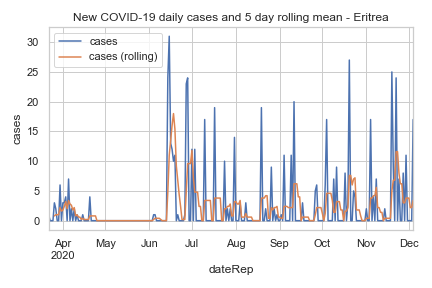 New COVID-19 daily cases and 5 day rolling mean - Eritrea
cases
cases (rolling)
30
25
20
15
10
5
0
cases
Apr
2020
May
Jun
Jul
Aug
Sep
Oct
Nov
Dec
dateRep